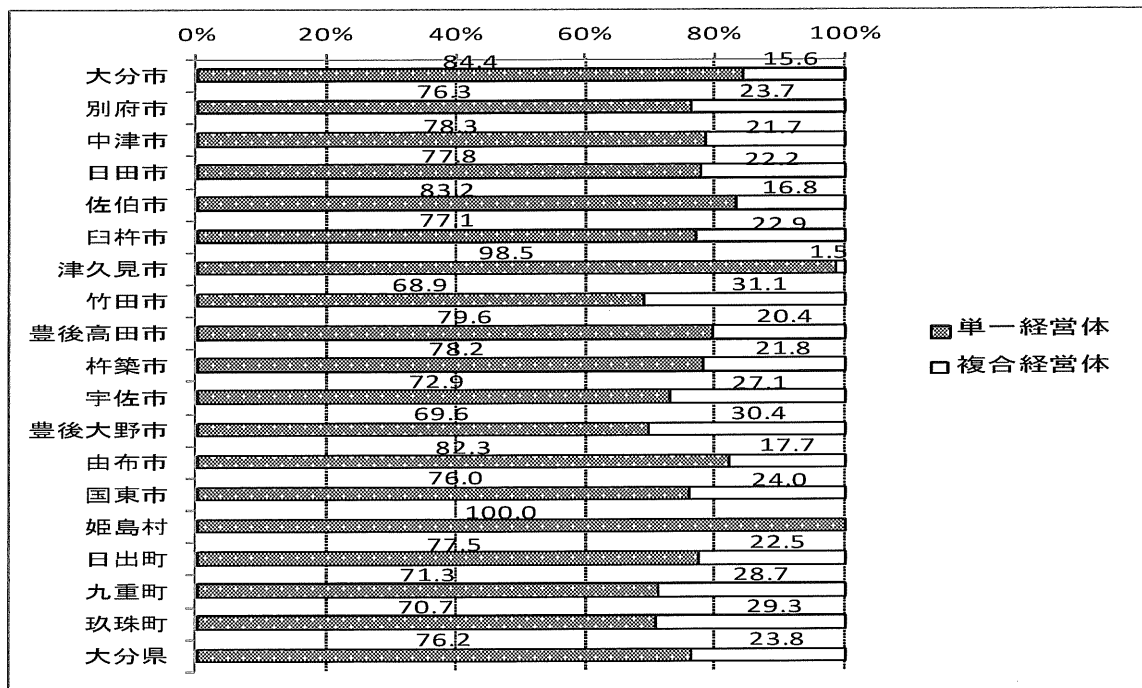 0% 20% 40% 60% 80% 100%
大分市 84.4 15.6
別府市 76.3 23.7
中津市 78.3 21.7
日田市 77.8 22.2
佐伯市 83.2 16.8
臼杵市 77.1 22.9
津久見市 98.5 1.5
竹田市 68.9 31.1
豊後高田市 79.6 20.4
杵築市 78.2 21.8
宇佐市 72.9 27.1
豊後大野市 69.6 30.4
由布市 82.3 17.7
国東市 76.0 24.0
姫島村 100.0
日出町 77.5 22.5
九重町 71.3 28.7
玖珠町 70.7 29.3
大分県 76.2 23.8
単一経営体
複合経営体